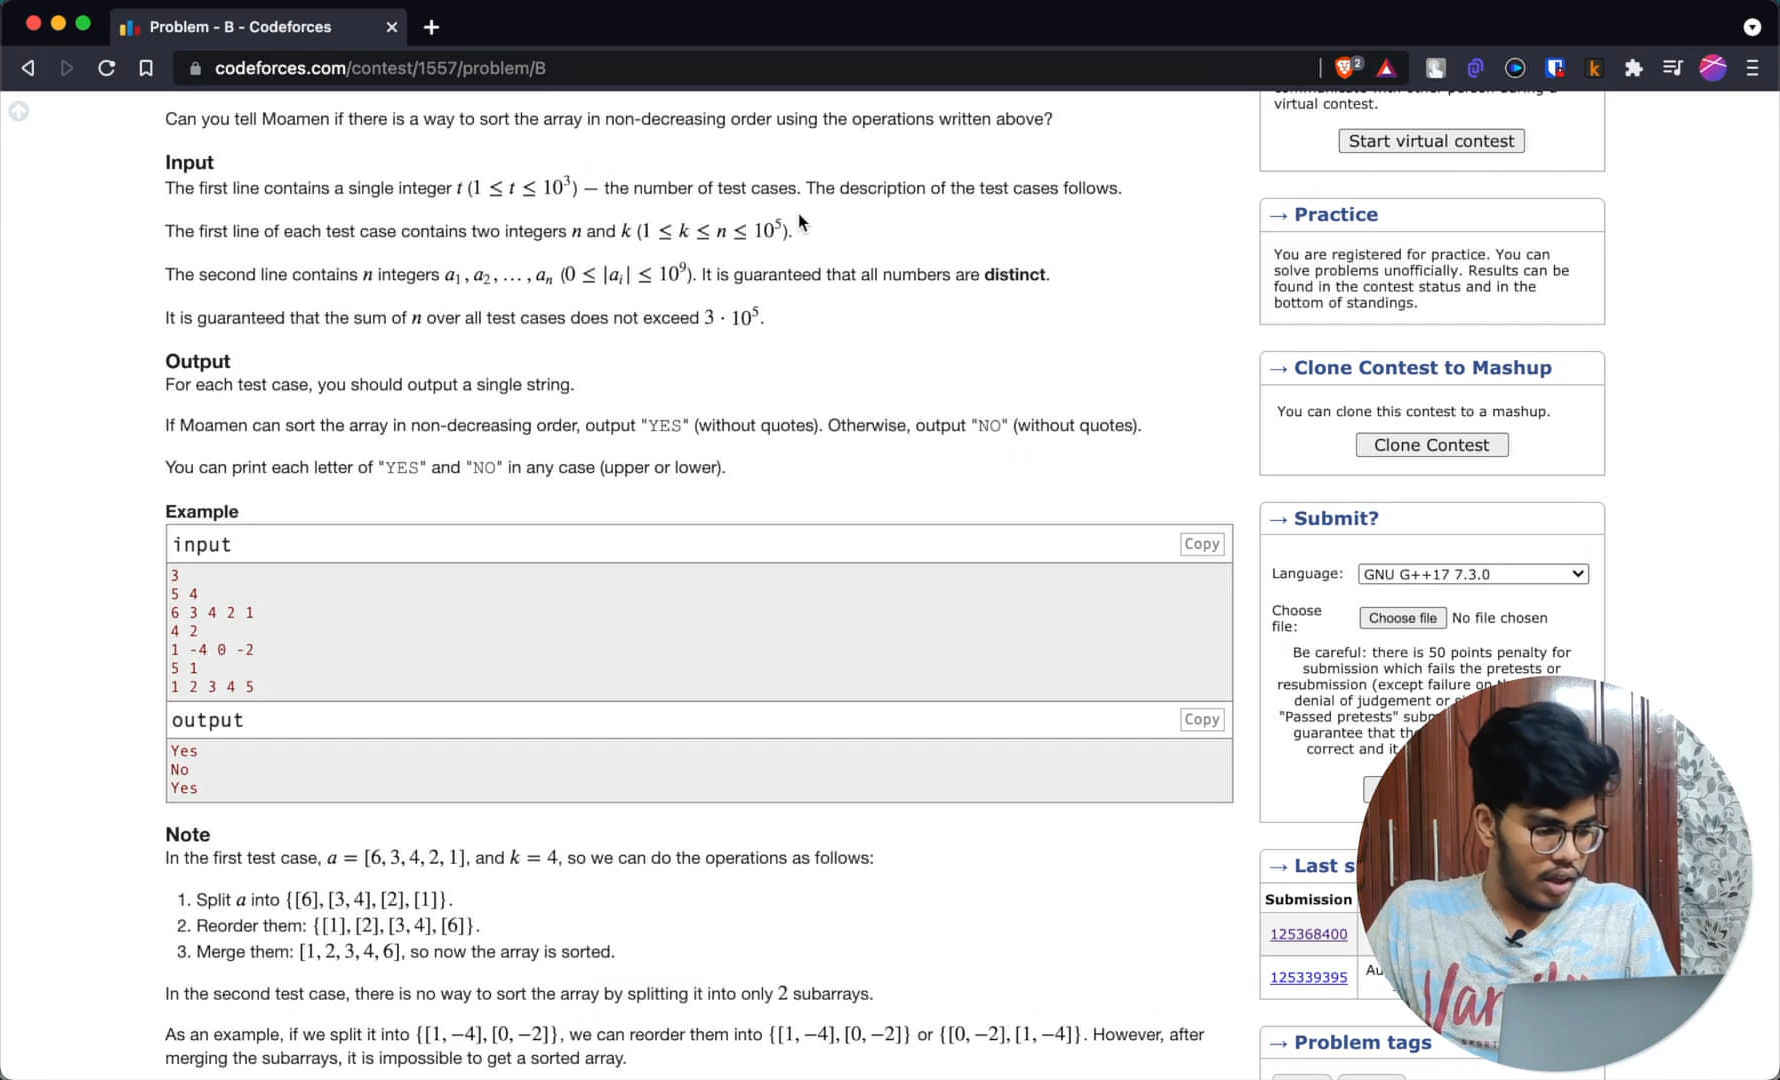 Problem - B - Codeforces
codeforces.com/contest/1557/problem/B
2
k
Can you tell Moamen if there is a way to sort the array in non-decreasing order using the operations written above?
Input
The first line contains a single integer t (1 ≤ t ≤ 10^3) — the number of test cases. The description of the test cases follows.
The first line of each test case contains two integers n and k (1 ≤ k ≤ n ≤ 10^5).
The second line contains n integers a_1, a_2, …, a_n (0 ≤ |a_i| ≤ 10^9). It is guaranteed that all numbers are distinct.
It is guaranteed that the sum of n over all test cases does not exceed 3 · 10^5.
Output
For each test case, you should output a single string.
If Moamen can sort the array in non-decreasing order, output "YES" (without quotes). Otherwise, output "NO" (without quotes).
You can print each letter of "YES" and "NO" in any case (upper or lower).
Example
input
Copy
3
5 4
6 3 4 2 1
4 2
1 -4 0 -2
5 1
1 2 3 4 5
output
Copy
Yes
No
Yes
Note
In the first test case, a = [6, 3, 4, 2, 1], and k = 4, so we can do the operations as follows:
1. Split a into {[6], [3, 4], [2], [1]}.
2. Reorder them: {[1], [2], [3, 4], [6]}.
3. Merge them: [1, 2, 3, 4, 6], so now the array is sorted.
In the second test case, there is no way to sort the array by splitting it into only 2 subarrays.
As an example, if we split it into {[1, −4], [0, −2]}, we can reorder them into {[1, −4], [0, −2]} or {[0, −2], [1, −4]}. However, after
merging the subarrays, it is impossible to get a sorted array.
virtual contest.
Start virtual contest
→ Practice
You are registered for practice. You can
solve problems unofficially. Results can be
found in the contest status and in the
bottom of standings.
→ Clone Contest to Mashup
You can clone this contest to a mashup.
Clone Contest
→ Submit?
Language: GNU G++17 7.3.0
Choose
file:
Choose file No file chosen
Be careful: there is 50 points penalty for
submission which fails the pretests or
resubmission (except failure on
denial of judgement or
"Passed pretests"
guarantee that
correct and it
→ Last
Submission
125368400
125339395
→ Problem tags